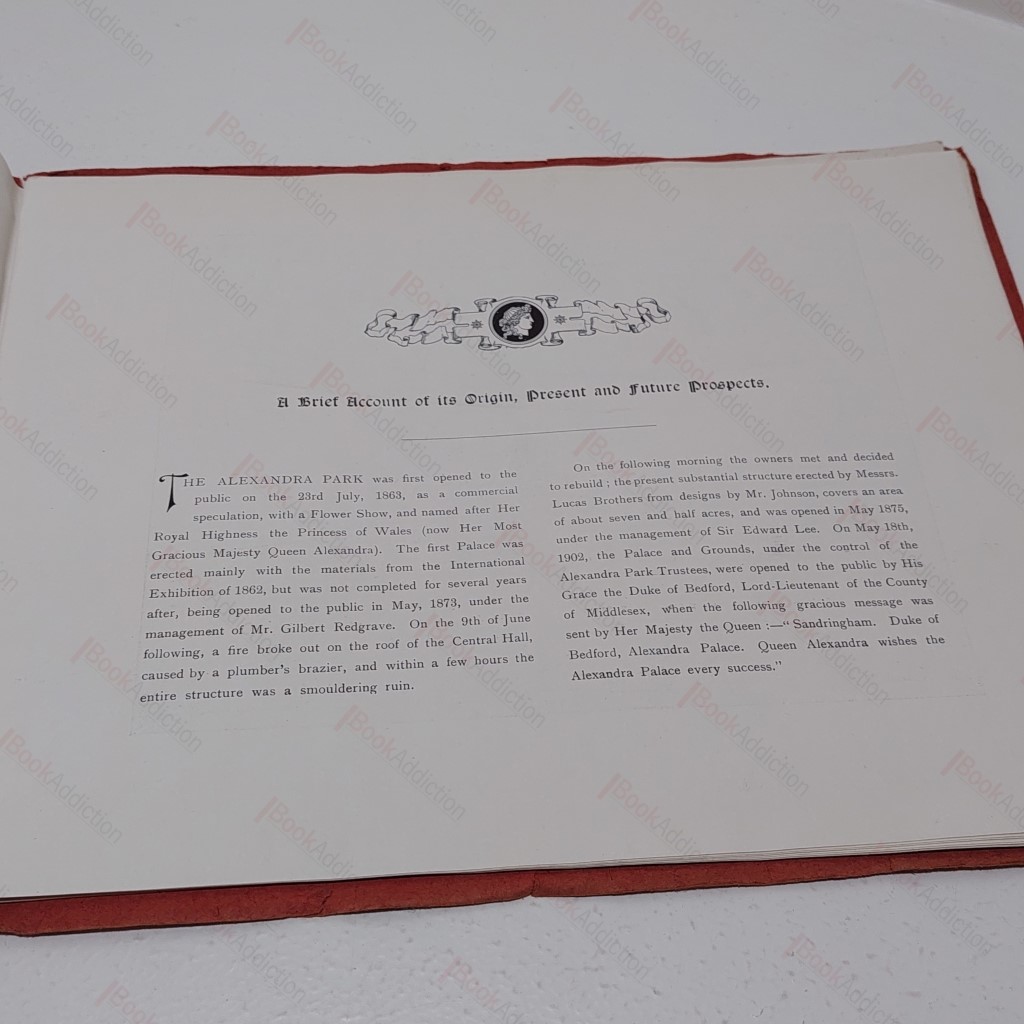 A Brief Account of its Origin, Present and Future Prospects.
THE ALEXANDRA PARK was first opened to the
public on the 23rd July, 1863, as a commercial
speculation, with a Flower Show, and named after Her
Royal Highness the Princess of Wales (now Her Most
Gracious Majesty Queen Alexandra). The first Palace was
erected mainly with the materials from the International
Exhibition of 1862, but was not completed for several years
after, being opened to the public in May, 1873, under the
management of Mr. Gilbert Redgrave. On the 9th of June
following, a fire broke out on the roof of the Central Hall,
caused by a plumber's brazier, and within a few hours the
entire structure was a smouldering ruin.
On the following morning the owners met and decided
to rebuild ; the present substantial structure erected by Messrs.
Lucas Brothers from designs by Mr. Johnson, covers an area
of about seven and half acres, and was opened in May 1875,
under the management of Sir Edward Lee. On May 18th,
1902, the Palace and Grounds, under the control of the
Alexandra Park Trustees, were opened to the public by His
Grace the Duke of Bedford, Lord-Lieutenant of the County
of Middlesex, when the following gracious message was
sent by Her Majesty the Queen :—" Sandringham. Duke of
Bedford, Alexandra Palace. Queen Alexandra wishes the
Alexandra Palace every success."
BookAddiction